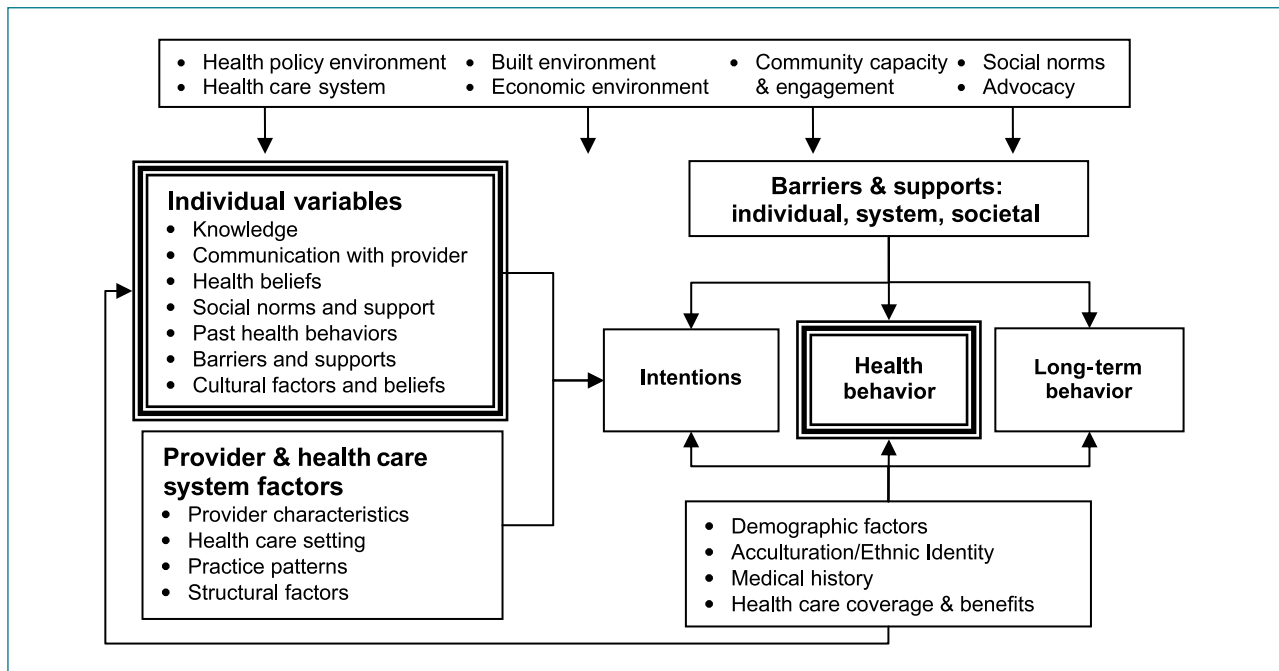 • Health policy environment
• Health care system
• Built environment
• Economic environment
• Community capacity
& engagement
• Social norms
• Advocacy
Individual variables
• Knowledge
• Communication with provider
• Health beliefs
• Social norms and support
• Past health behaviors
• Barriers and supports
• Cultural factors and beliefs
Barriers & supports:
individual, system, societal
Intentions
Health
behavior
Long-term
behavior
Provider & health care
system factors
• Provider characteristics
• Health care setting
• Practice patterns
• Structural factors
• Demographic factors
• Acculturation/Ethnic Identity
• Medical history
• Health care coverage & benefits